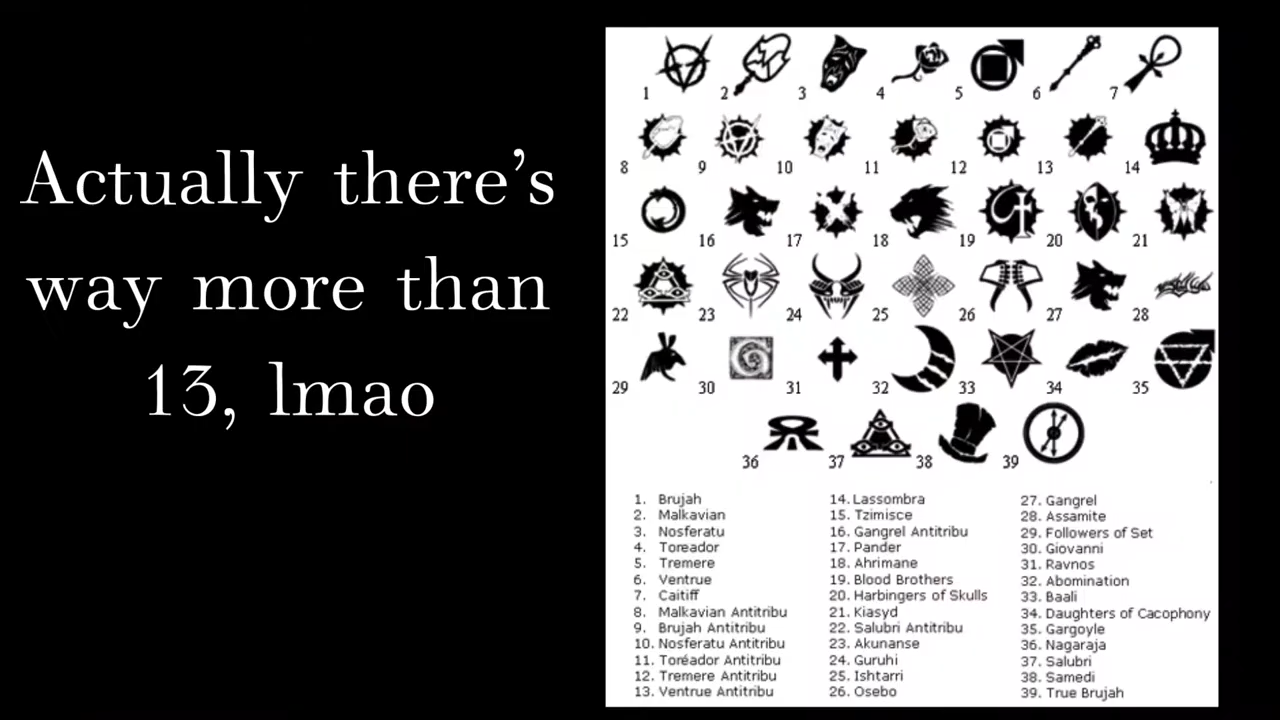 Actually there's
way more than
13, lmao
1 2 3 4 5 6 7
8 9 10 11 12 13 14
15 16 17 18 19 20 21
22 23 24 25 26 27 28
29 30 31 32 33 34 35
36 37 38 39
1. Brujah
2. Malkavian
3. Nosferatu
4. Toreador
5. Tremere
6. Ventrue
7. Caitiff
8. Malkavian Antitribu
9. Brujah Antitribu
10. Nosferatu Antitribu
11. Toréador Antitribu
12. Tremere Antitribu
13. Ventrue Antitribu
14. Lassombra
15. Tzimisce
16. Gangrel Antitribu
17. Pander
18. Ahrimane
19. Blood Brothers
20. Harbingers of Skulls
21. Kiasyd
22. Salubri Antitribu
23. Akunanse
24. Guruhi
25. Ishtarri
26. Osebo
27. Gangrel
28. Assamite
29. Followers of Set
30. Giovanni
31. Ravnos
32. Abomination
33. Baali
34. Daughters of Cacophony
35. Gargoyle
36. Nagaraja
37. Salubri
38. Samedi
39. True Brujah